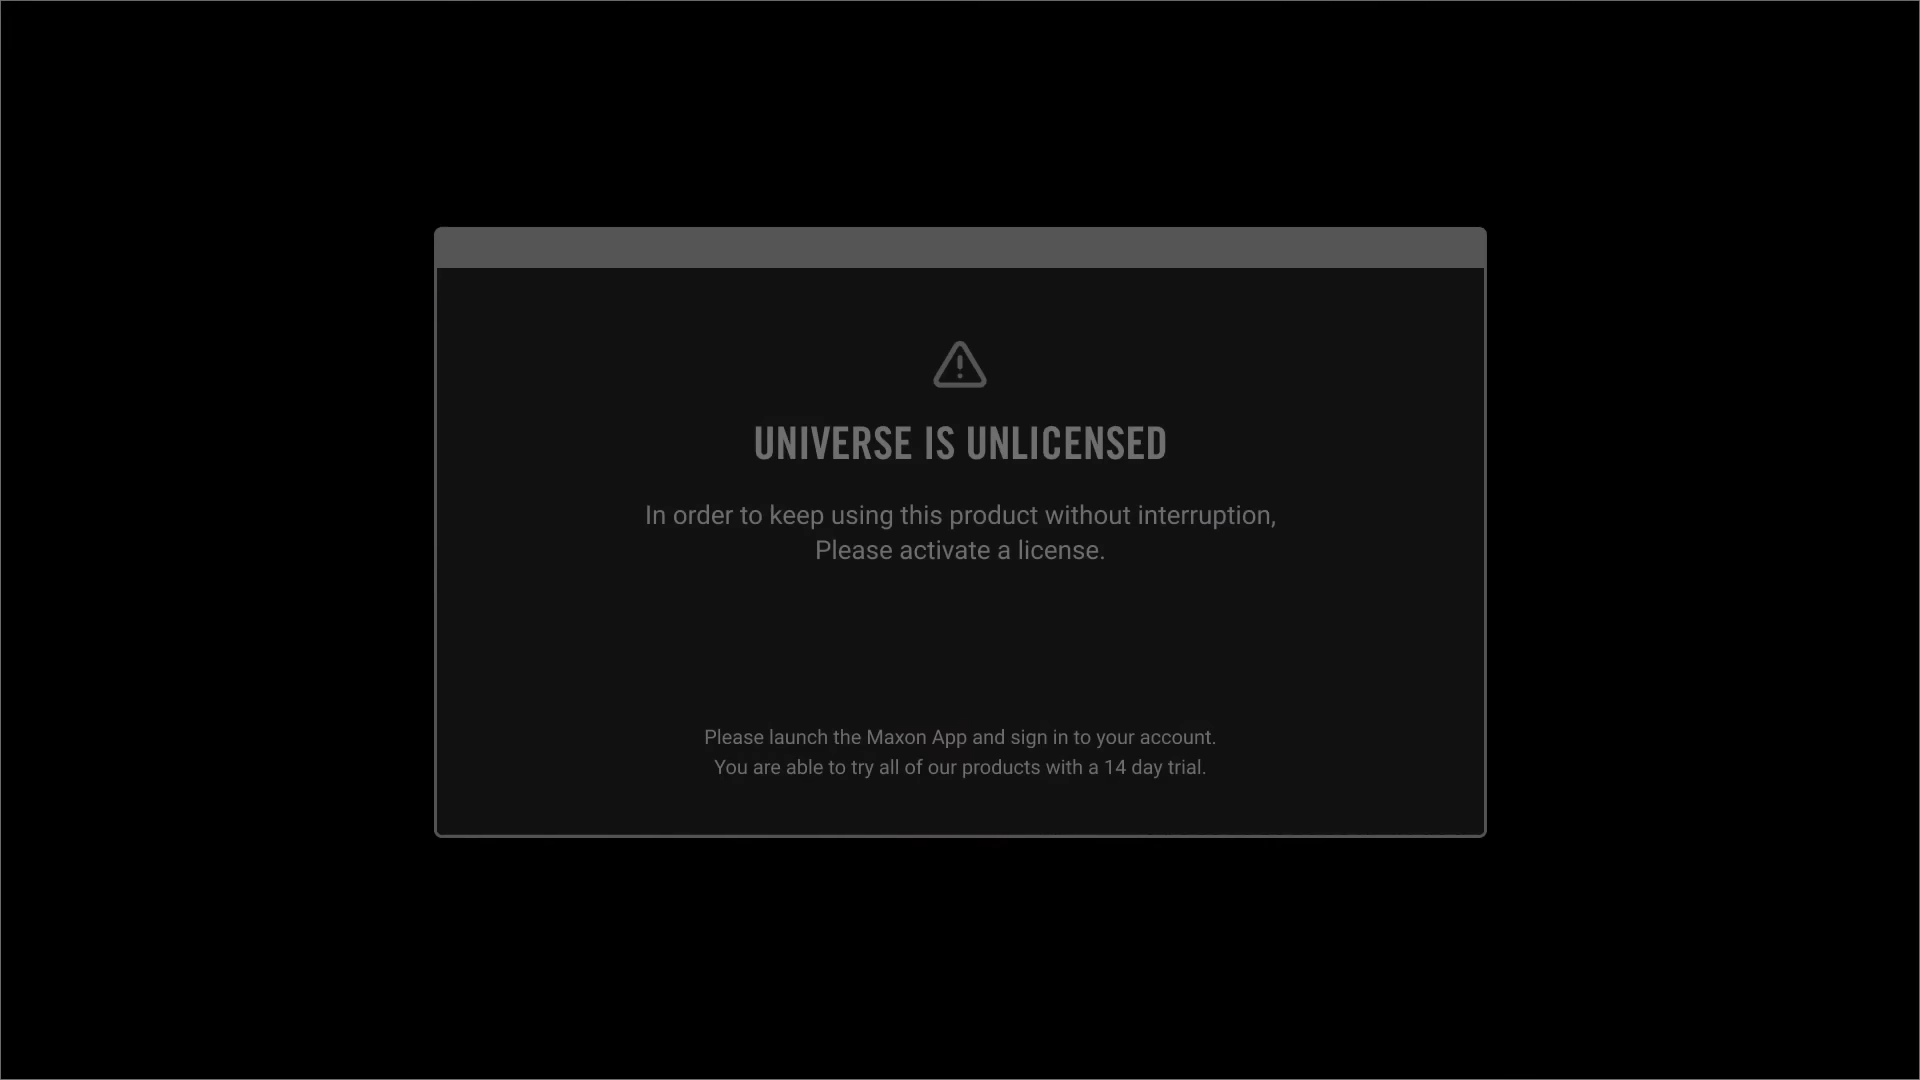 UNIVERSE IS UNLICENSED
In order to keep using this product without interruption,
Please activate a license.
Please launch the Maxon App and sign in to your account.
You are able to try all of our products with a 14 day trial.